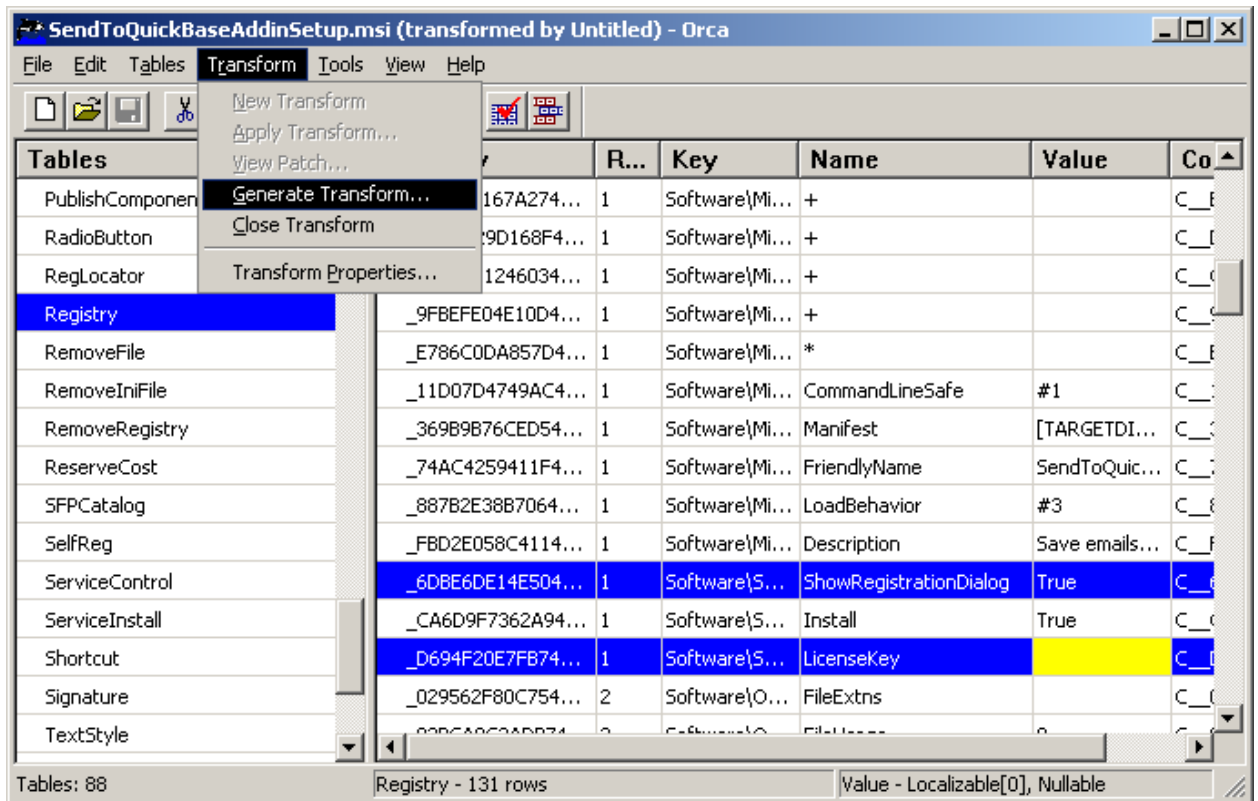 SendToQuickBaseAddinSetup.msi (transformed by Untitled) - Orca
File Edit Tables Transform Tools View Help
New Transform
Apply Transform...
View Patch...
Generate Transform...
Close Transform
Transform Properties...
Tables R... Key Name Value Co
PublishComponen 167A274... 1 Software\Mi... +
RadioButton 29D168F4... 1 Software\Mi... +
RegLocator 1246034... 1 Software\Mi... +
Registry _9FBEFE04E10D4... 1 Software\Mi... +
RemoveFile _E786C0DA857D4... 1 Software\Mi... *
RemoveIniFile _11D07D4749AC4... 1 Software\Mi... CommandLineSafe #1
RemoveRegistry _369B9B76CED54... 1 Software\Mi... Manifest [TARGETDI...
ReserveCost _74AC4259411F4... 1 Software\Mi... FriendlyName SendToQuic...
SFPCatalog _887B2E38B7064... 1 Software\Mi... LoadBehavior #3
SelfReg _FBD2E058C4114... 1 Software\Mi... Description Save emails...
ServiceControl _6DBE6DE14E504... 1 Software\S... ShowRegistrationDialog True
ServiceInstall _CA6D9F7362A94... 1 Software\S... Install True
Shortcut _D694F20E7FB74... 1 Software\S... LicenseKey
Signature _029562F80C754... 2 Software\O... FileExtns
TextStyle
Tables: 88 Registry - 131 rows Value - Localizable[0], Nullable